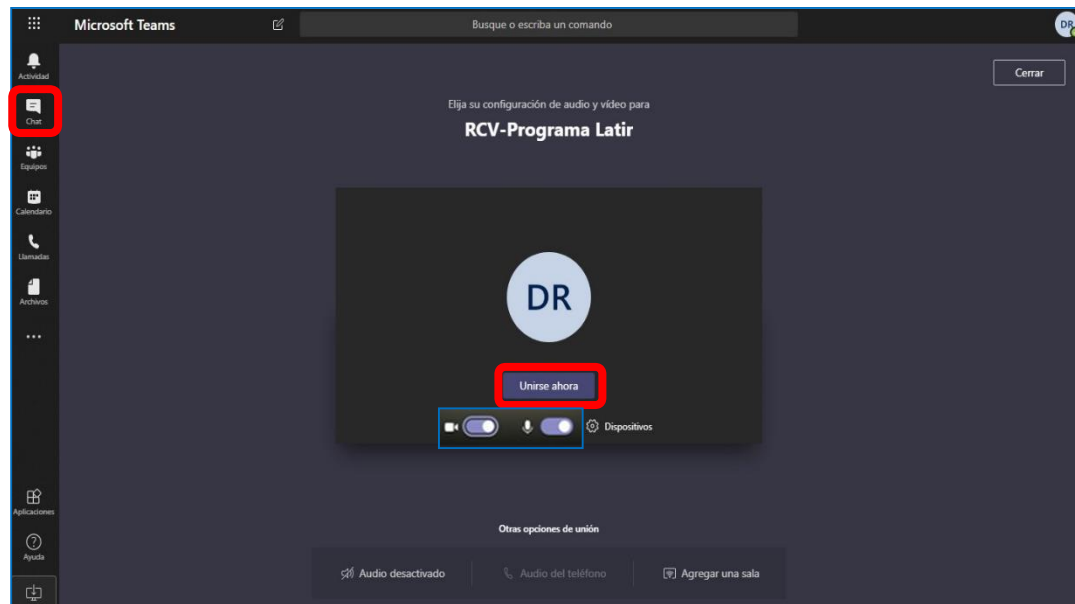 Microsoft Teams
Busque o escriba un comando
DR
Actividad
Chat
Equipos
Calendario
Llamadas
Archivos
Aplicaciones
Ayuda
Cerrar
Elija su configuración de audio y vídeo para
RCV-Programa Latir
DR
Unirse ahora
Dispositivos
Otras opciones de unión
Audio desactivado
Audio del teléfono
Agregar una sala